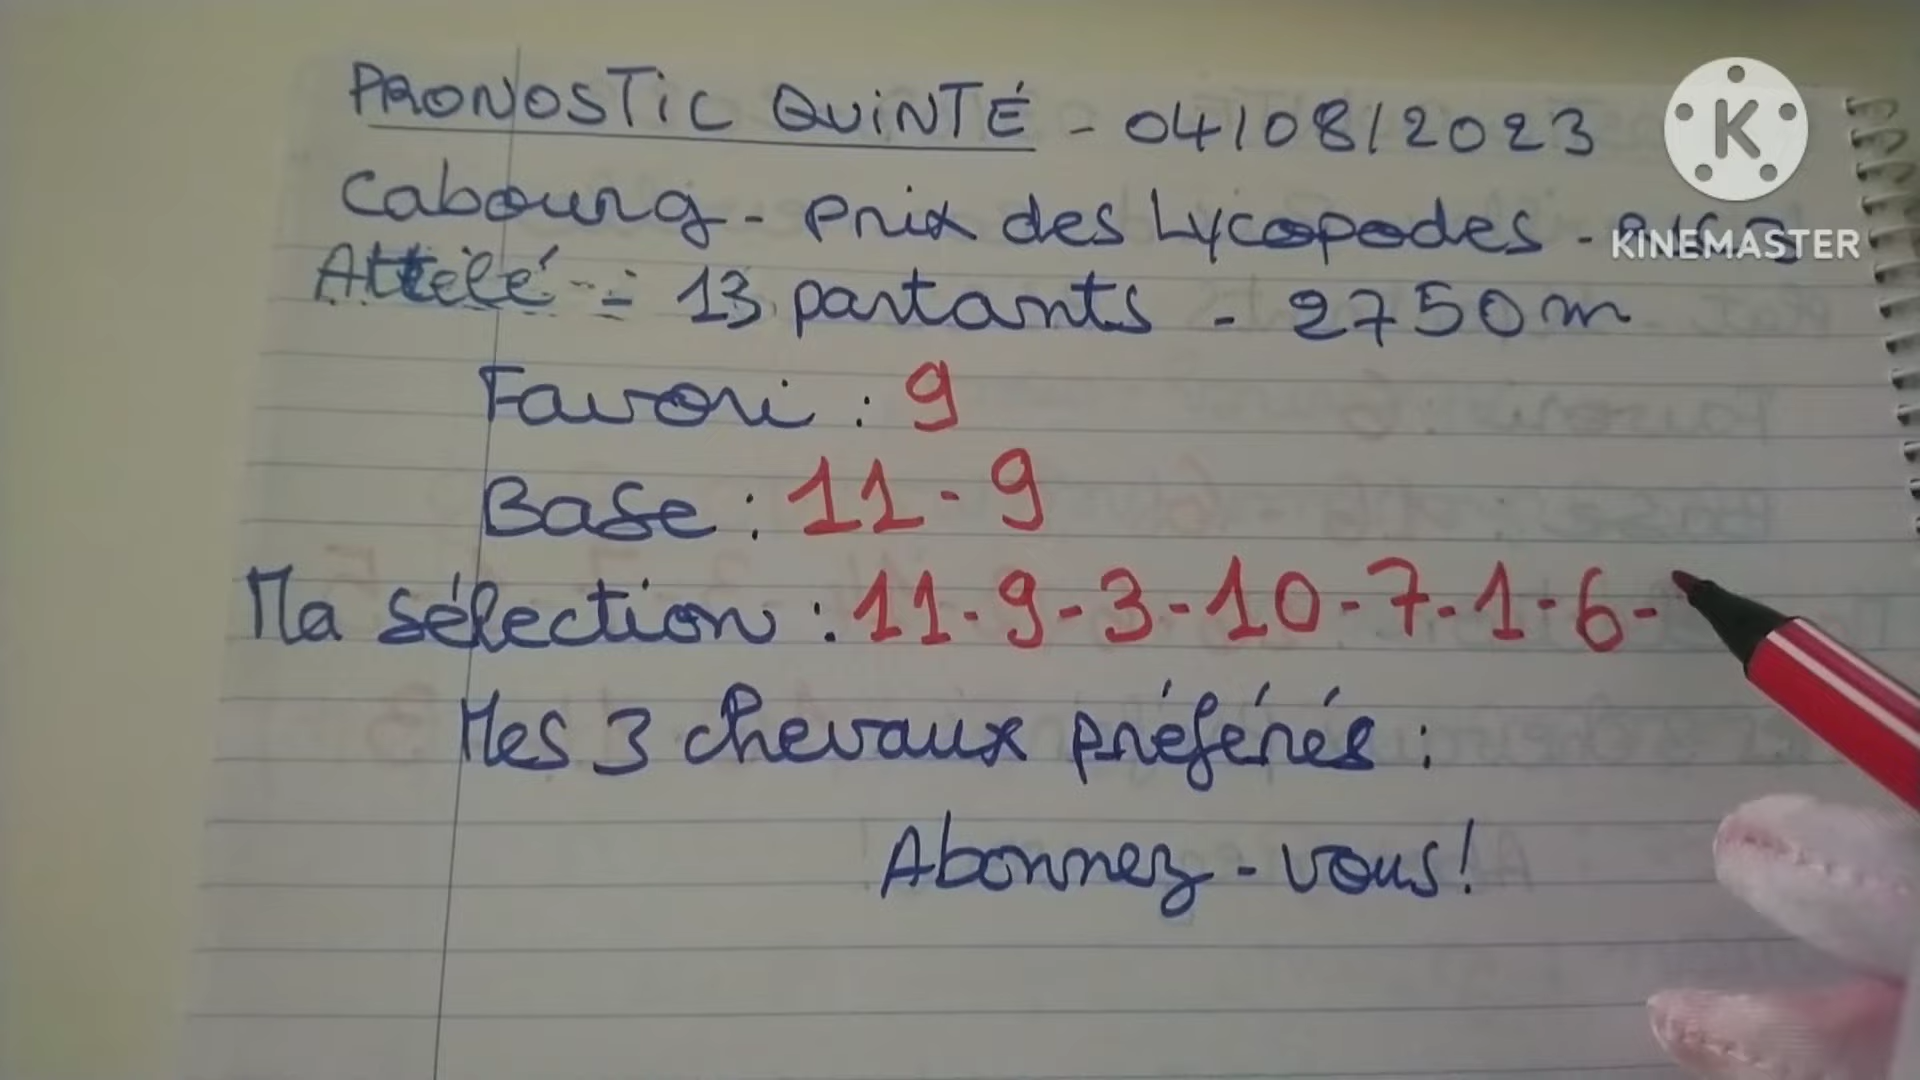 PRONOSTIC QUINTÉ - 04/08/2023
K
Cabourg - Prix des Lycopodes -
KINEMASTER
Attelé - 13 partants - 2750m
Favori : 9
Base : 11 - 9
Ma sélection : 11 - 9 - 3 - 10 - 7 - 1 - 6 -
Mes 3 chevaux préférés :
Abonnez-vous !